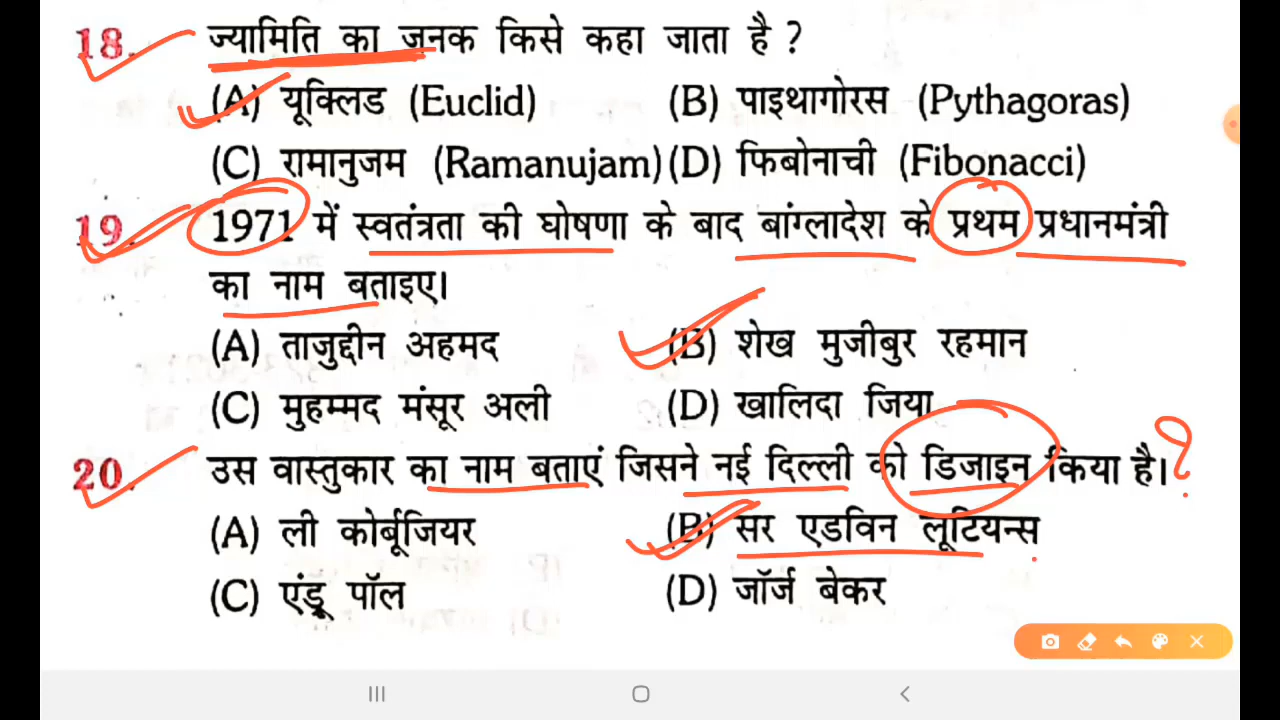 18. ज्यामिति का जनक किसे कहा जाता है ?
(A) यूक्लिड (Euclid) (B) पाइथागोरस (Pythagoras)
(C) रामानुजम (Ramanujam) (D) फिबोनाची (Fibonacci)
19. 1971 में स्वतंत्रता की घोषणा के बाद बांग्लादेश के प्रथम प्रधानमंत्री
का नाम बताइए।
(A) ताजुद्दीन अहमद (B) शेख मुजीबुर रहमान
(C) मुहम्मद मंसूर अली (D) खालिदा जिया
20. उस वास्तुकार का नाम बताएं जिसने नई दिल्ली को डिजाइन किया है। ?
(A) ली कोर्बूजियर (B) सर एडविन लूटियन्स
(C) एंड्रू पॉल (D) जॉर्ज बेकर